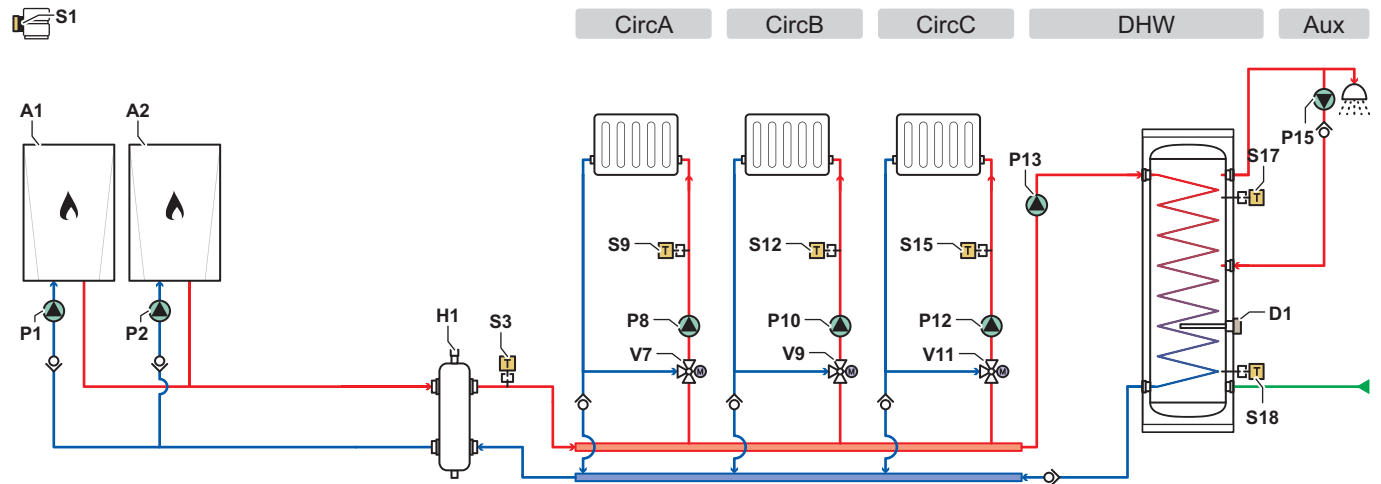 S1
CircA
CircB
CircC
DHW
Aux
A1
A2
P15
P13
S17
S9
S12
S15
H1
S3
P1
P2
P8
P10
P12
D1
V7
V9
V11
S18
T
T
T
T
T
T
M
M
M